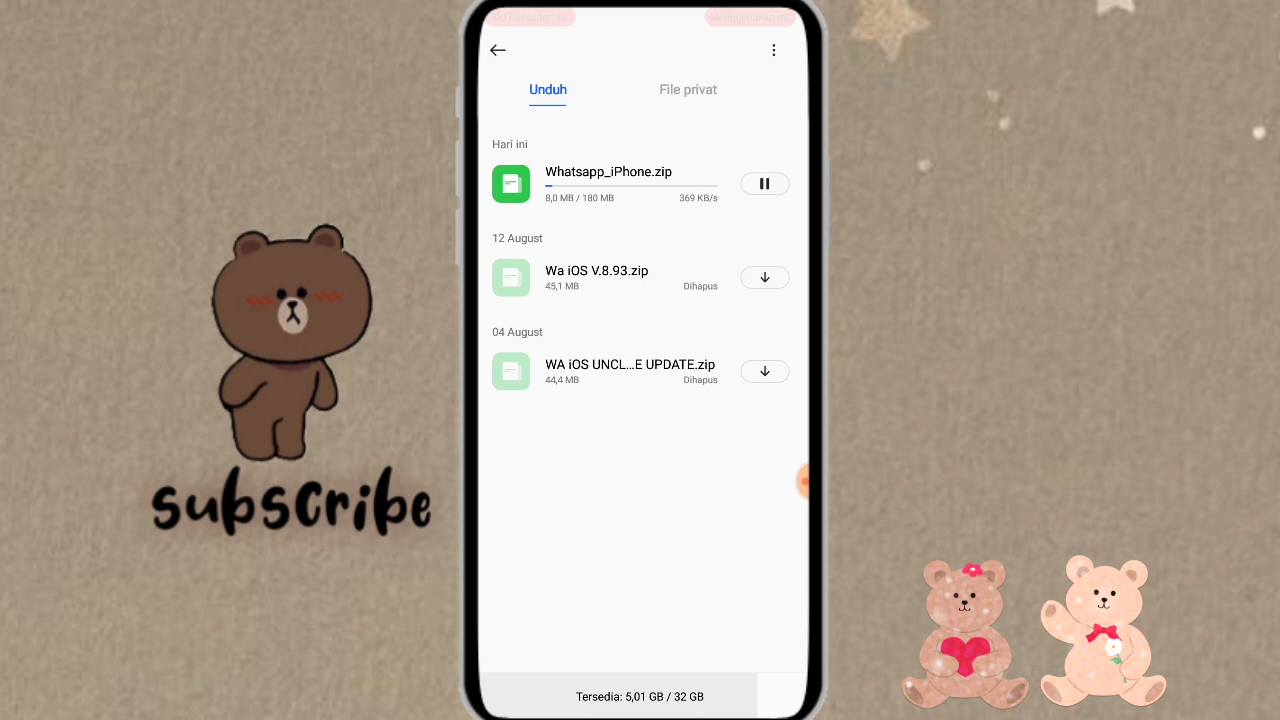 Unduh
File privat
Hari ini
Whatsapp_iPhone.zip
8,0 MB / 180 MB
369 KB/s
12 August
Wa iOS V.8.93.zip
45,1 MB
Dihapus
04 August
WA iOS UNCL...E UPDATE.zip
44,4 MB
Dihapus
subscribe
Tersedia: 5,01 GB / 32 GB